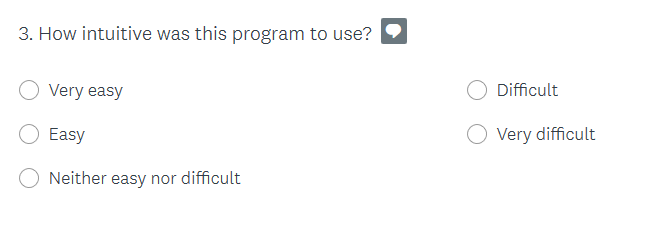 3. How intuitive was this program to use?
Very easy
Easy
Neither easy nor difficult
Difficult
Very difficult